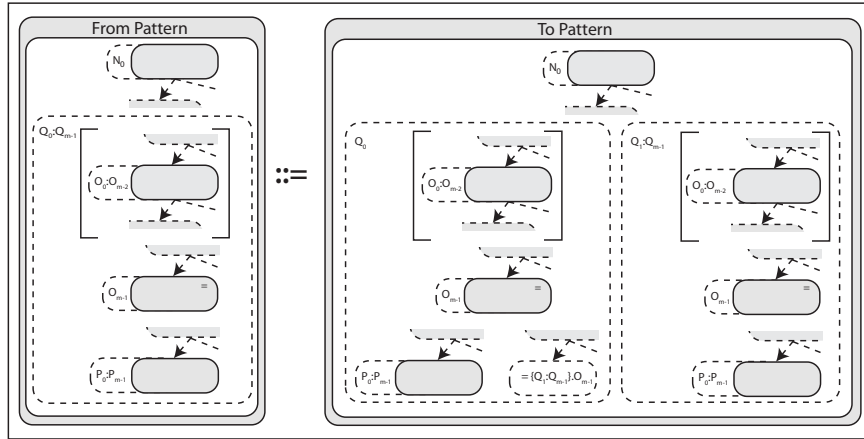 From Pattern
N0
Q0:Qm-1
O0:Om-2
Om-1
=
P0:Pm-1
::=
To Pattern
N0
Q0
O0:Om-2
Om-1
=
P0:Pm-1
={Q1:Qm-1}.Om-1
Q1:Qm-1
O0:Om-2
Om-1
=
P0:Pm-1